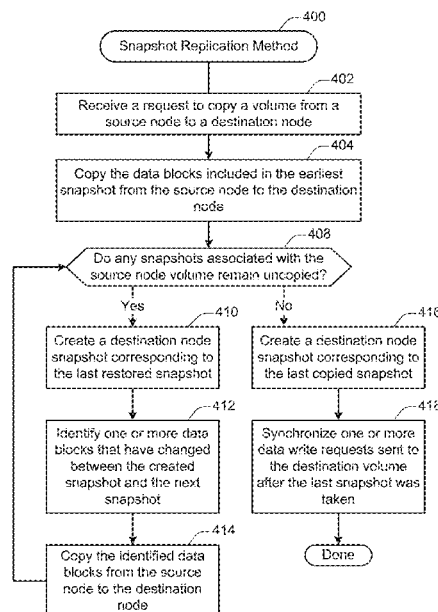 400
Snapshot Replication Method
402
Receive a request to copy a volume from a
source node to a destination node
404
Copy the data blocks included in the earliest
snapshot from the source node to the destination
node
408
Do any snapshots associated with the
source node volume remain uncopied?
Yes
No
410
Create a destination node
snapshot corresponding to
the last restored snapshot
416
Create a destination node
snapshot corresponding to
the last copied snapshot
412
Identify one or more data
blocks that have changed
between the created
snapshot and the next
snapshot
418
Synchronize one or more
data write requests sent to
the destination volume
after the last snapshot was
taken
414
Copy the identified data
blocks from the source
node to the destination
node
Done